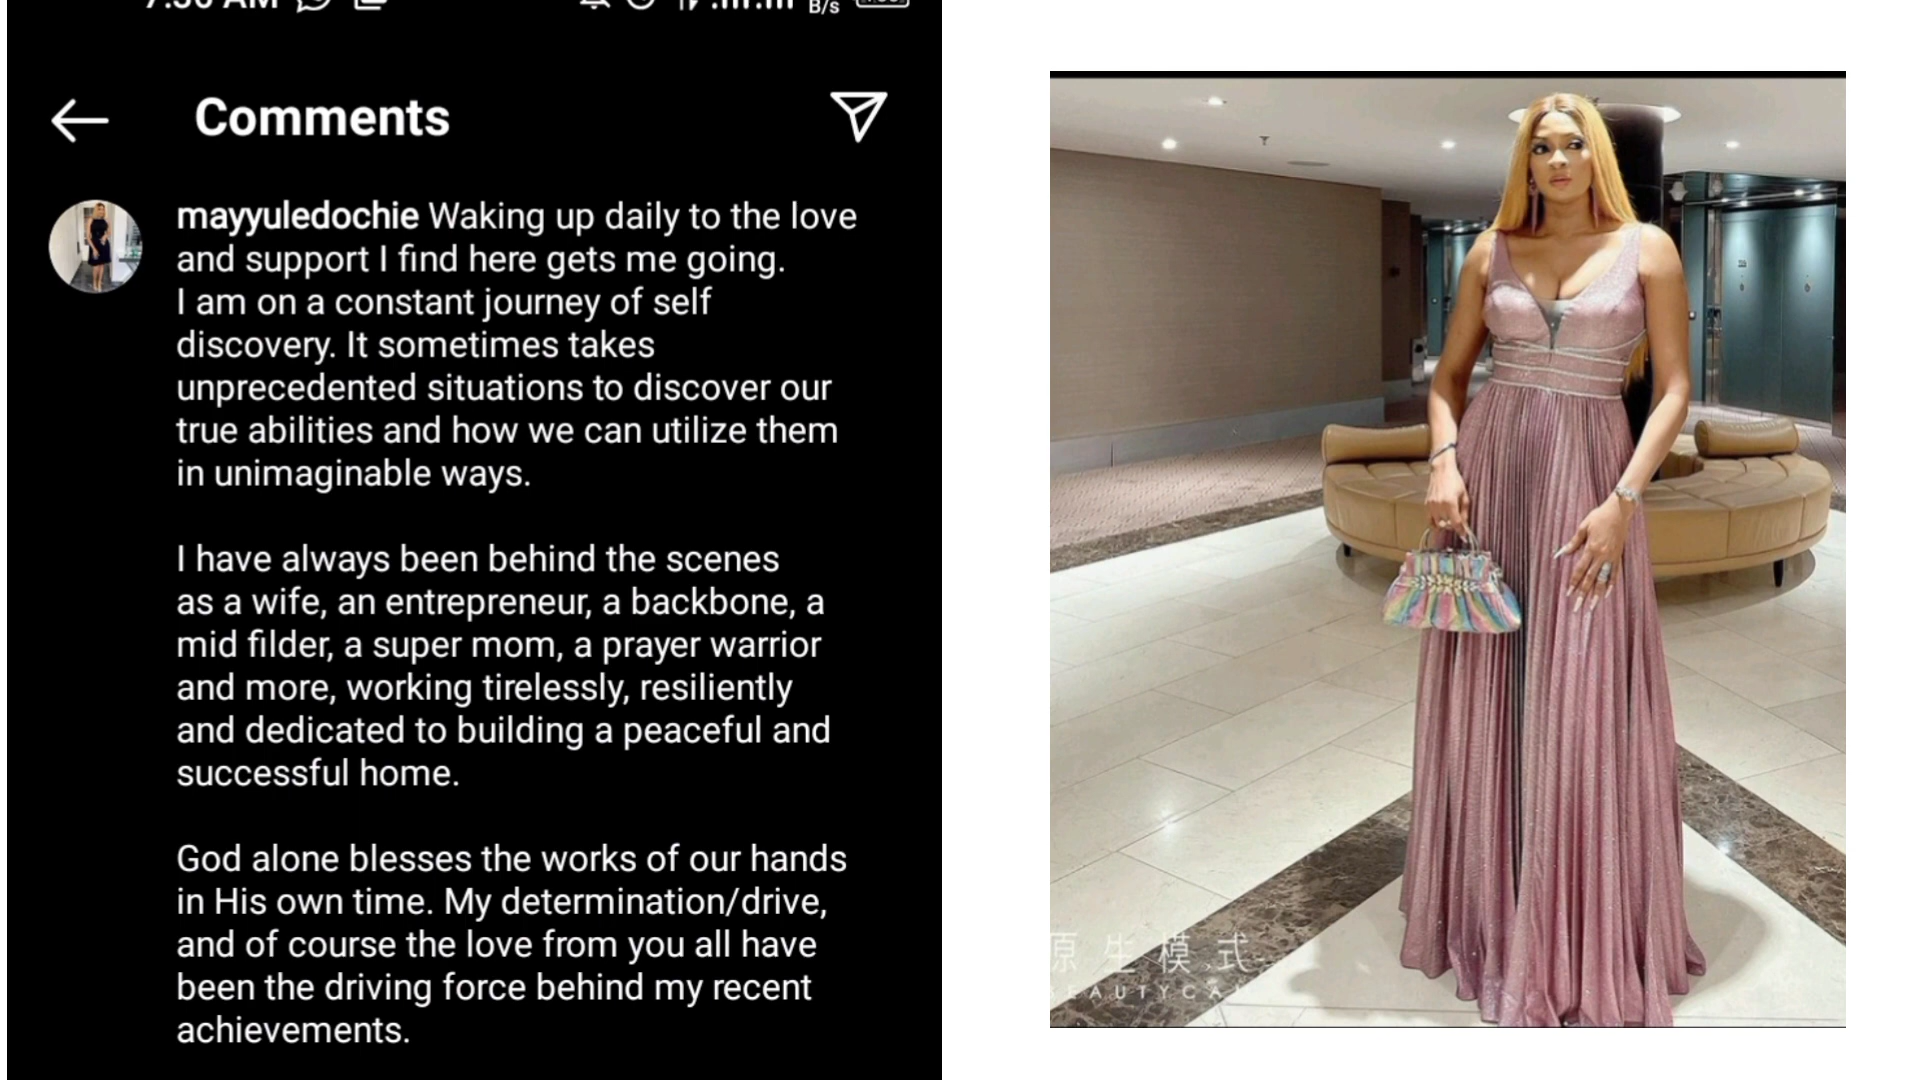 7:50 AM
B/s
Comments
mayyuledochie Waking up daily to the love
and support I find here gets me going.
I am on a constant journey of self
discovery. It sometimes takes
unprecedented situations to discover our
true abilities and how we can utilize them
in unimaginable ways.
I have always been behind the scenes
as a wife, an entrepreneur, a backbone, a
mid filder, a super mom, a prayer warrior
and more, working tirelessly, resiliently
and dedicated to building a peaceful and
successful home.
God alone blesses the works of our hands
in His own time. My determination/drive,
and of course the love from you all have
been the driving force behind my recent
achievements.
原生模式